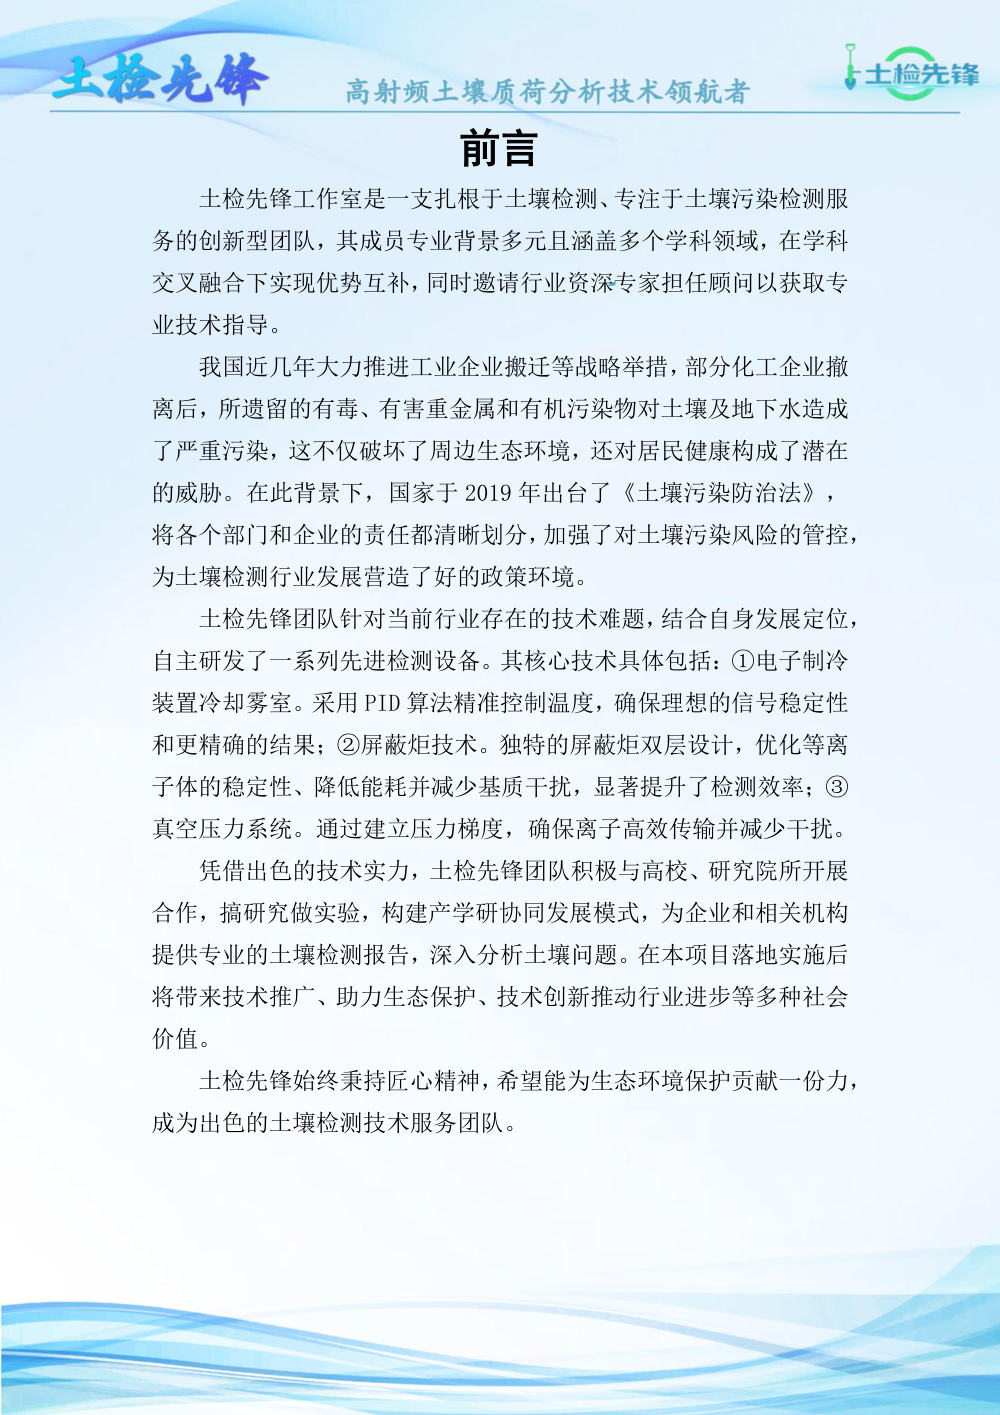 土检先锋
高射频土壤质荷分析技术领航者
土检先锋
前言
土检先锋工作室是一支扎根于土壤检测、专注于土壤污染检测服
务的创新型团队，其成员专业背景多元且涵盖多个学科领域，在学科
交叉融合下实现优势互补，同时邀请行业资深专家担任顾问以获取专
业技术指导。
我国近几年大力推进工业企业搬迁等战略举措，部分化工企业撤
离后，所遗留的有毒、有害重金属和有机污染物对土壤及地下水造成
了严重污染，这不仅破坏了周边生态环境，还对居民健康构成了潜在
的威胁。在此背景下，国家于 2019 年出台了《土壤污染防治法》，
将各个部门和企业的责任都清晰划分，加强了对土壤污染风险的管控，
为土壤检测行业发展营造了好的政策环境。
土检先锋团队针对当前行业存在的技术难题，结合自身发展定位，
自主研发了一系列先进检测设备。其核心技术具体包括：①电子制冷
装置冷却雾室。采用 PID 算法精准控制温度，确保理想的信号稳定性
和更精确的结果；②屏蔽炬技术。独特的屏蔽炬双层设计，优化等离
子体的稳定性、降低能耗并减少基质干扰，显著提升了检测效率；③
真空压力系统。通过建立压力梯度，确保离子高效传输并减少干扰。
凭借出色的技术实力，土检先锋团队积极与高校、研究院所开展
合作，搞研究做实验，构建产学研协同发展模式，为企业和相关机构
提供专业的土壤检测报告，深入分析土壤问题。在本项目落地实施后
将带来技术推广、助力生态保护、技术创新推动行业进步等多种社会
价值。
土检先锋始终秉持匠心精神，希望能为生态环境保护贡献一份力，
成为出色的土壤检测技术服务团队。